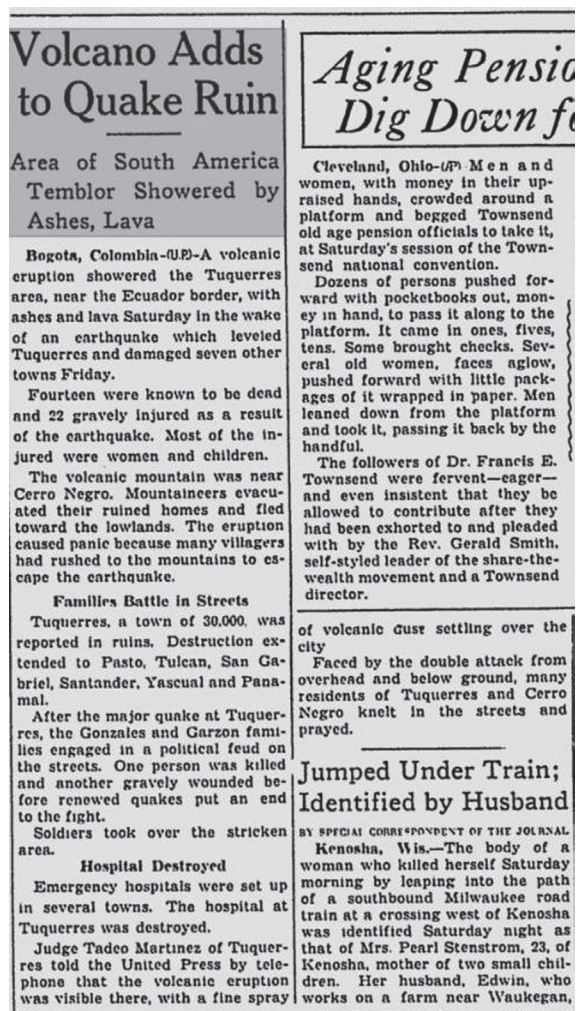 Volcano Adds
to Quake Ruin
Area of South America
Temblor Showered by
Ashes, Lava
Bogota, Colombia-(U.P.)-A volcanic
eruption showered the Tuquerres
area, near the Ecuador border, with
ashes and lava Saturday in the wake
of an earthquake which leveled
Tuquerres and damaged seven other
towns Friday.
Fourteen were known to be dead
and 22 gravely injured as a result
of the earthquake. Most of the in-
jured were women and children.
The volcanic mountain was near
Cerro Negro. Mountaineers evacu-
ated their ruined homes and fled
toward the lowlands. The eruption
caused panic because many villagers
had rushed to the mountains to es-
cape the earthquake.
Families Battle in Streets
Tuquerres, a town of 30,000, was
reported in ruins. Destruction ex-
tended to Pasto, Tulcan, San Ga-
briel, Santander, Yascual and Pana-
mal.
After the major quake at Tuquer-
res, the Gonzales and Garzon fami-
lies engaged in a political feud on
the streets. One person was killed
and another gravely wounded be-
fore renewed quakes put an end
to the fight.
Soldiers took over the stricken
area.
Hospital Destroyed
Emergency hospitals were set up
in several towns. The hospital at
Tuquerres was destroyed.
Judge Tadeo Martinez of Tuquer-
res told the United Press by tele-
phone that the volcanic eruption
was visible there, with a fine spray
of volcanic dust settling over the
city
Faced by the double attack from
overhead and below ground, many
residents of Tuquerres and Cerro
Negro knelt in the streets and
prayed.
Aging Pensio
Dig Down fo
Cleveland, Ohio-(AP) Men and
women, with money in their up-
raised hands, crowded around a
platform and begged Townsend
old age pension officials to take it,
at Saturday's session of the Town-
send national convention.
Dozens of persons pushed for-
ward with pocketbooks out, mon-
ey in hand, to pass it along to the
platform. It came in ones, fives,
tens. Some brought checks. Sev-
eral old women, faces aglow,
pushed forward with little pack-
ages of it wrapped in paper. Men
leaned down from the platform
and took it, passing it back by the
handful.
The followers of Dr. Francis E.
Townsend were fervent—eager—
and even insistent that they be
allowed to contribute after they
had been exhorted to and pleaded
with by the Rev. Gerald Smith,
self-styled leader of the share-the-
wealth movement and a Townsend
director.
Jumped Under Train;
Identified by Husband
BY SPECIAL CORRESPONDENT OF THE JOURNAL
Kenosha, Wis.—The body of a
woman who killed herself Saturday
morning by leaping into the path
of a southbound Milwaukee road
train at a crossing west of Kenosha
was identified Saturday night as
that of Mrs. Pearl Stenstrom, 23, of
Kenosha, mother of two small chil-
dren. Her husband, Edwin, who
works on a farm near Waukegan,